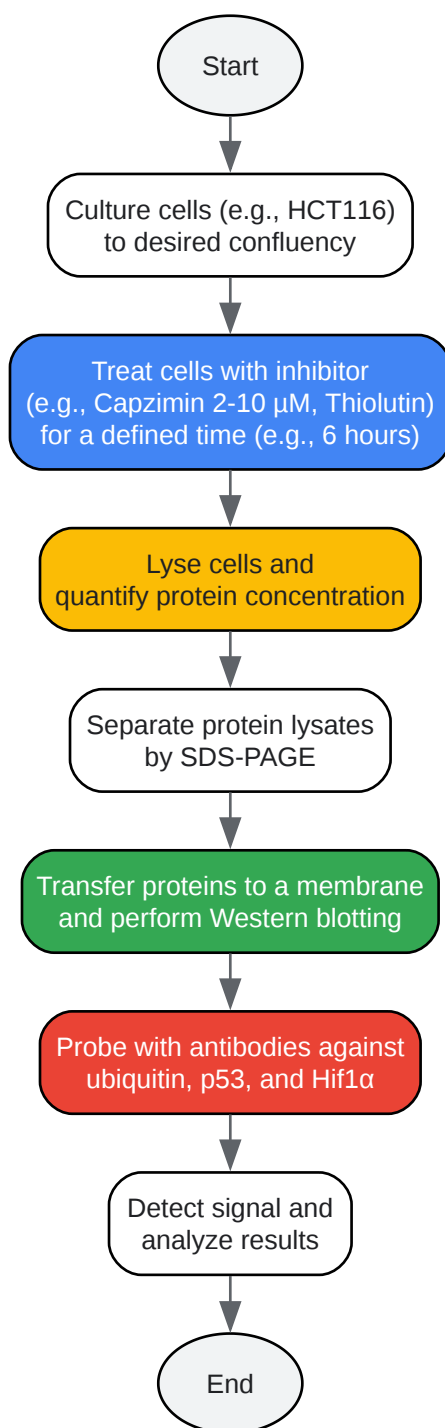 Start
Culture cells (e.g., HCT116)
to desired confluency
Treat cells with inhibitor
(e.g., Capzimin 2-10 µM, Thiolutin)
for a defined time (e.g., 6 hours)
Lyse cells and
quantify protein concentration
Separate protein lysates
by SDS-PAGE
Transfer proteins to a membrane
and perform Western blotting
Probe with antibodies against
ubiquitin, p53, and Hif1α
Detect signal and
analyze results
End